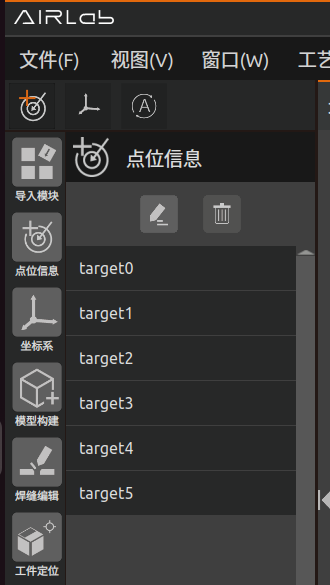 AIRLab
文件(F) 视图(V) 窗口(W) 工艺
A
点位信息
导入模块
点位信息
坐标系
模型构建
焊缝编辑
工件定位
target0
target1
target2
target3
target4
target5